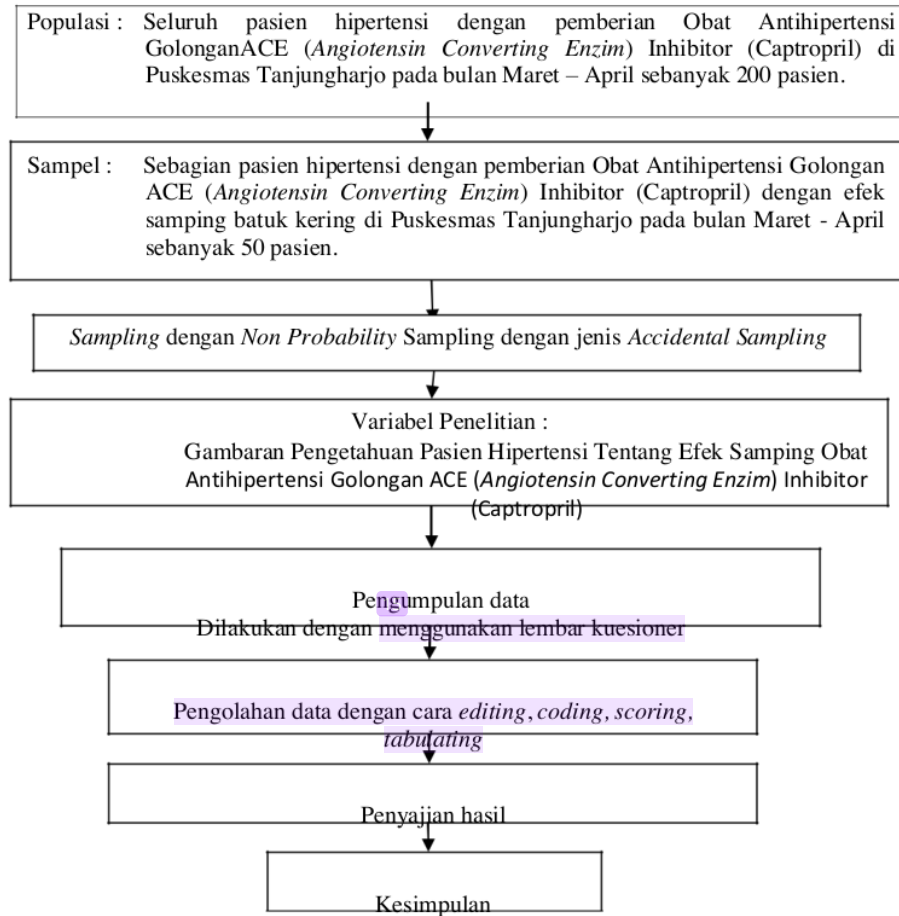 Populasi : Seluruh pasien hipertensi dengan pemberian Obat Antihipertensi
GolonganACE (Angiotensin Converting Enzim) Inhibitor (Captropril) di
Puskesmas Tanjungharjo pada bulan Maret – April sebanyak 200 pasien.
Sampel : Sebagian pasien hipertensi dengan pemberian Obat Antihipertensi Golongan
ACE (Angiotensin Converting Enzim) Inhibitor (Captropril) dengan efek
samping batuk kering di Puskesmas Tanjungharjo pada bulan Maret - April
sebanyak 50 pasien.
Sampling dengan Non Probability Sampling dengan jenis Accidental Sampling
Variabel Penelitian :
Gambaran Pengetahuan Pasien Hipertensi Tentang Efek Samping Obat
Antihipertensi Golongan ACE (Angiotensin Converting Enzim) Inhibitor
(Captropril)
Pengumpulan data
Dilakukan dengan menggunakan lembar kuesioner
Pengolahan data dengan cara editing, coding, scoring,
tabulating
Penyajian hasil
Kesimpulan